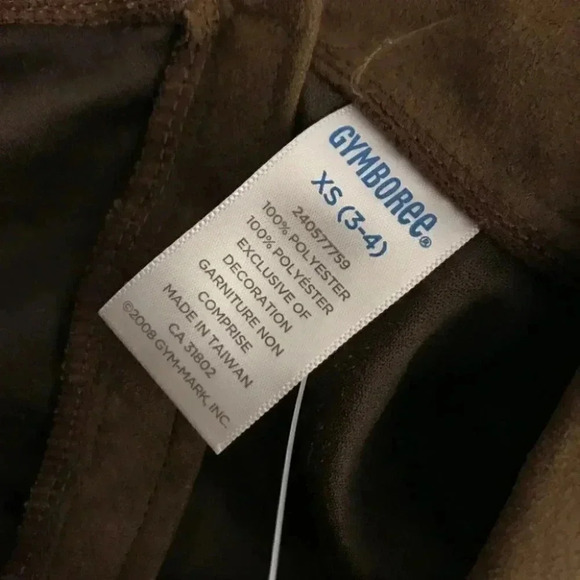 GYMBOREE®
XS (3-4)
240577759
100% POLYESTER
100% POLYÉSTER
EXCLUSIVE OF
DECORATION
GARNITURE NON
COMPRISE
MADE IN TAIWAN
CA 31802
©2008 GYM-MARK, INC.